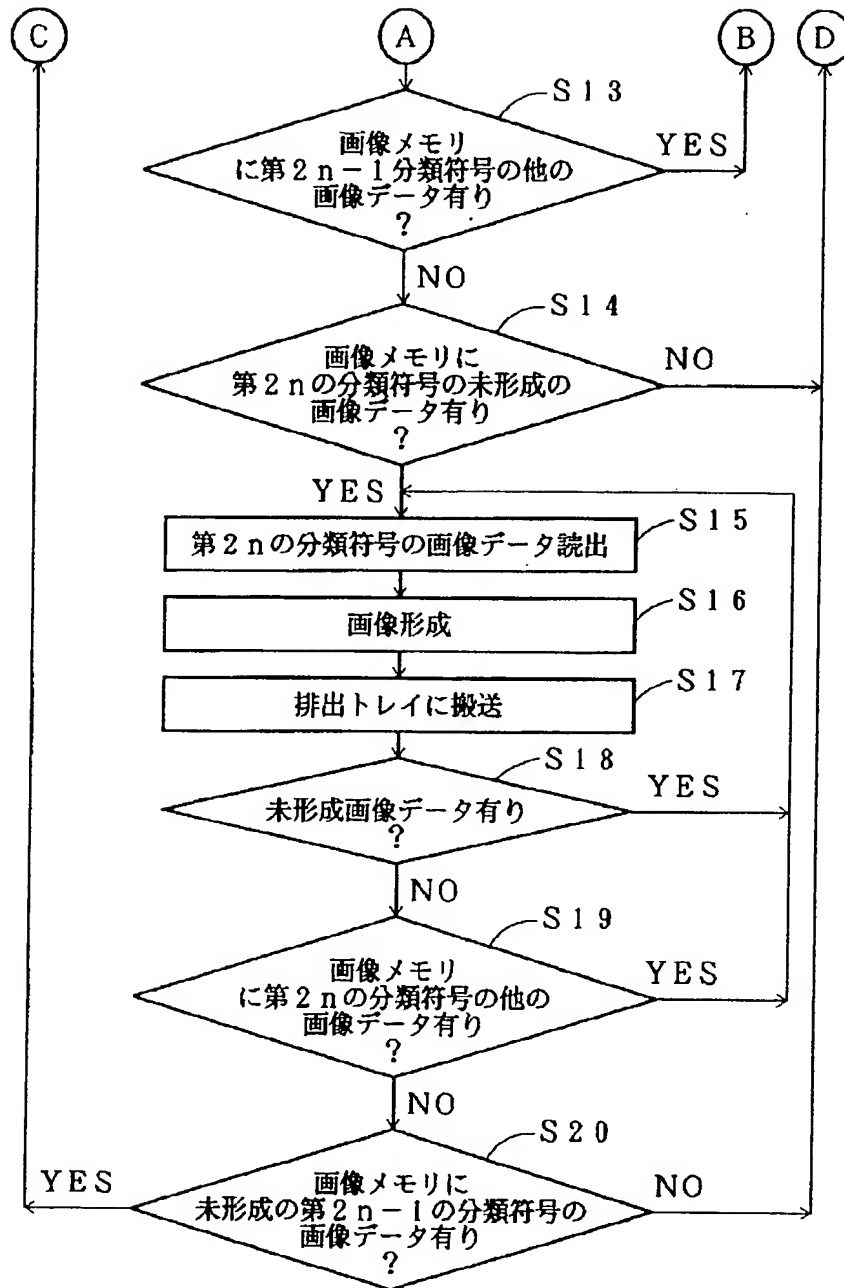 C
A
B
D
S13
画像メモリ
に第2n-1分類符号の他の
画像データ有り
?
YES
NO
S14
画像メモリに
第2nの分類符号の未形成の
画像データ有り
?
NO
YES
S15
第2nの分類符号の画像データ読出
S16
画像形成
S17
排出トレイに搬送
S18
未形成画像データ有り
?
YES
NO
S19
画像メモリ
に第2nの分類符号の他の
画像データ有り
?
YES
NO
S20
YES
画像メモリに
未形成の第2n-1の分類符号の
画像データ有り
?
NO